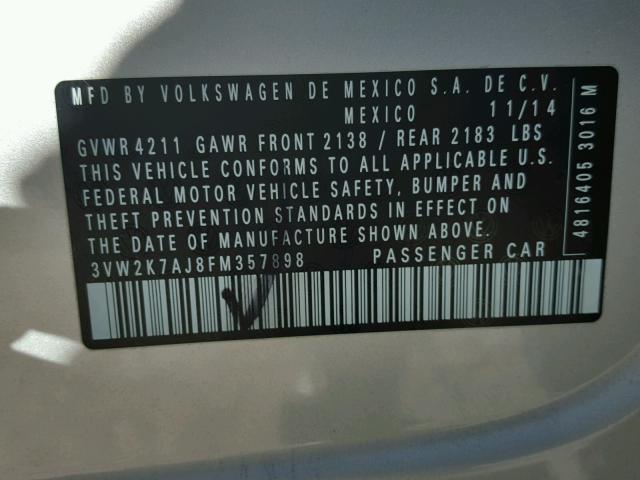 MFD BY VOLKSWAGEN DE MEXICO S.A. DE C.V.
MEXICO 11/14
GVWR 4211 GAWR FRONT 2138 / REAR 2183 LBS
THIS VEHICLE CONFORMS TO ALL APPLICABLE U.S.
FEDERAL MOTOR VEHICLE SAFETY, BUMPER AND
THEFT PREVENTION STANDARDS IN EFFECT ON
THE DATE OF MANUFACTURE SHOWN ABOVE.
3VW2K7AJ8FM357898 PASSENGER CAR
4816405 3016 M